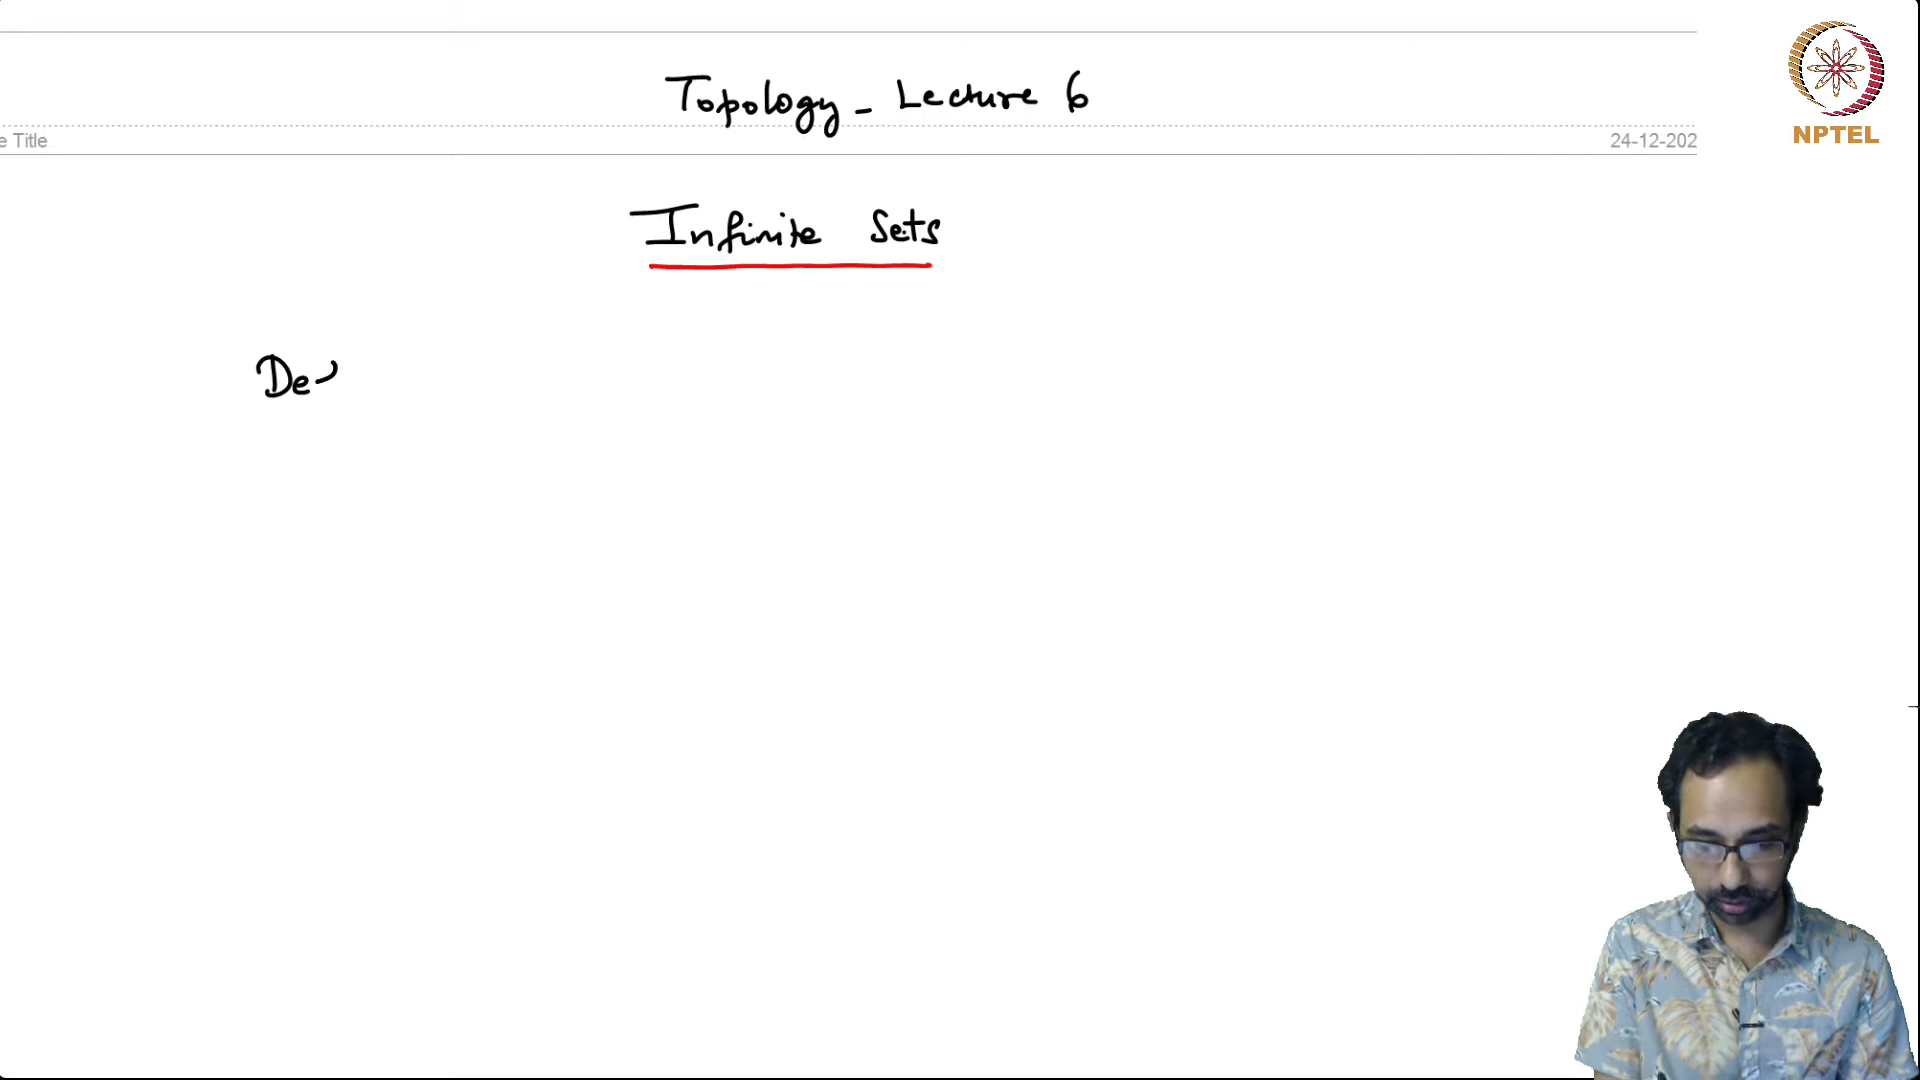 Topology - Lecture 6
e Title
24-12-202
NPTEL
Infinite Sets
De